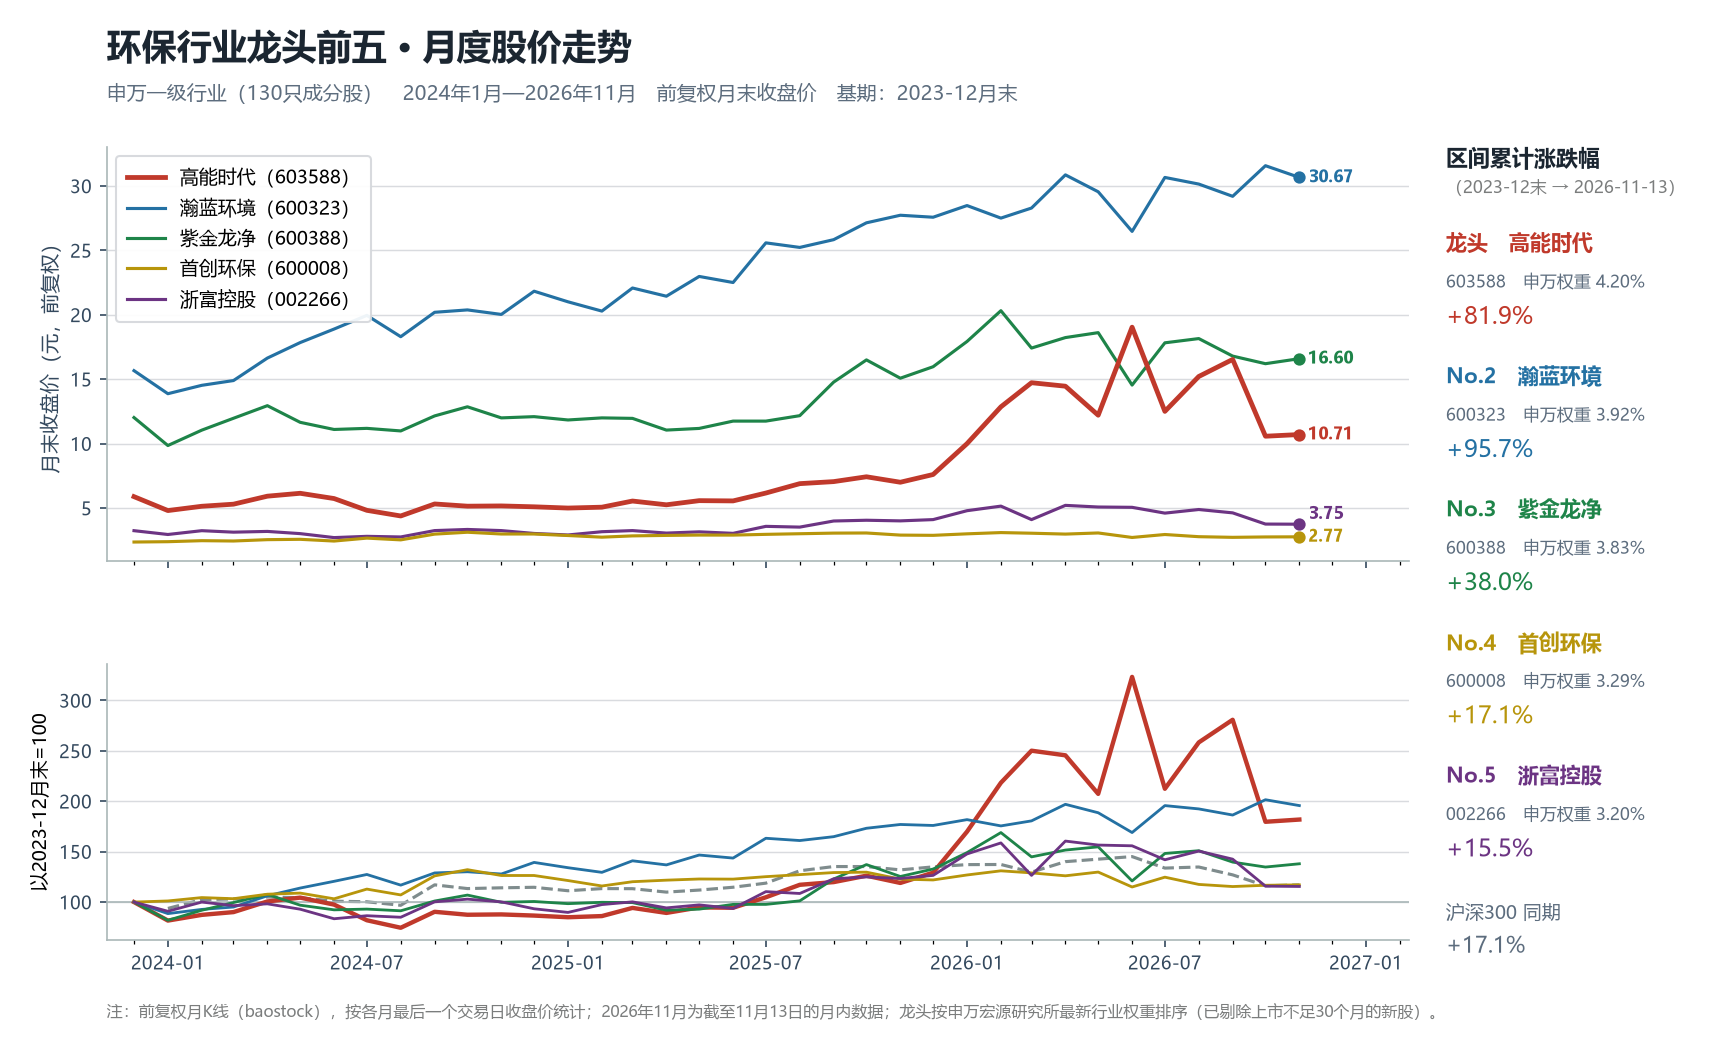 环保行业龙头前五 · 月度股价走势
申万一级行业（130只成分股） 2024年1月—2026年11月 前复权月末收盘价 基期：2023-12月末
月末收盘价（元，前复权）
30
25
20
15
10
5
高能时代（603588）
瀚蓝环境（600323）
紫金龙净（600388）
首创环保（600008）
浙富控股（002266）
30.67
16.60
10.71
3.75
2.77
以2023-12月末=100
300
250
200
150
100
2024-01
2024-07
2025-01
2025-07
2026-01
2026-07
2027-01
区间累计涨跌幅
（2023-12末 → 2026-11-13）
龙头 高能时代
603588 申万权重 4.20%
+81.9%
No.2 瀚蓝环境
600323 申万权重 3.92%
+95.7%
No.3 紫金龙净
600388 申万权重 3.83%
+38.0%
No.4 首创环保
600008 申万权重 3.29%
+17.1%
No.5 浙富控股
002266 申万权重 3.20%
+15.5%
沪深300 同期
+17.1%
注：前复权月K线（baostock），按各月最后一个交易日收盘价统计；2026年11月为截至11月13日的月内数据；龙头按申万宏源研究所最新行业权重排序（已剔除上市不足30个月的新股）。